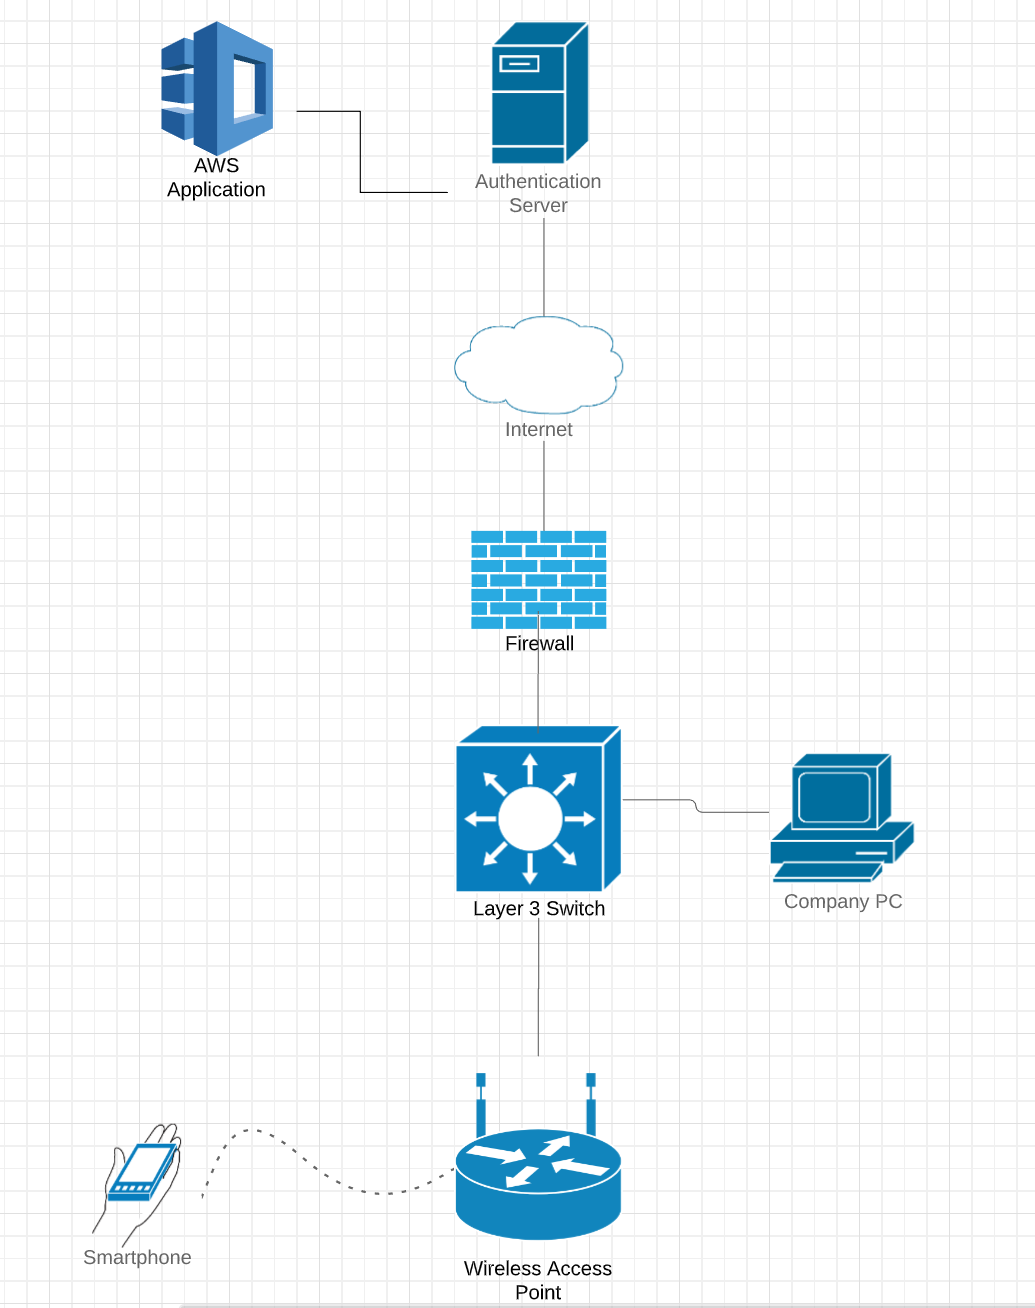 AWS
Application
Authentication
Server
Internet
Firewall
Layer 3 Switch
Company PC
Smartphone
Wireless Access
Point